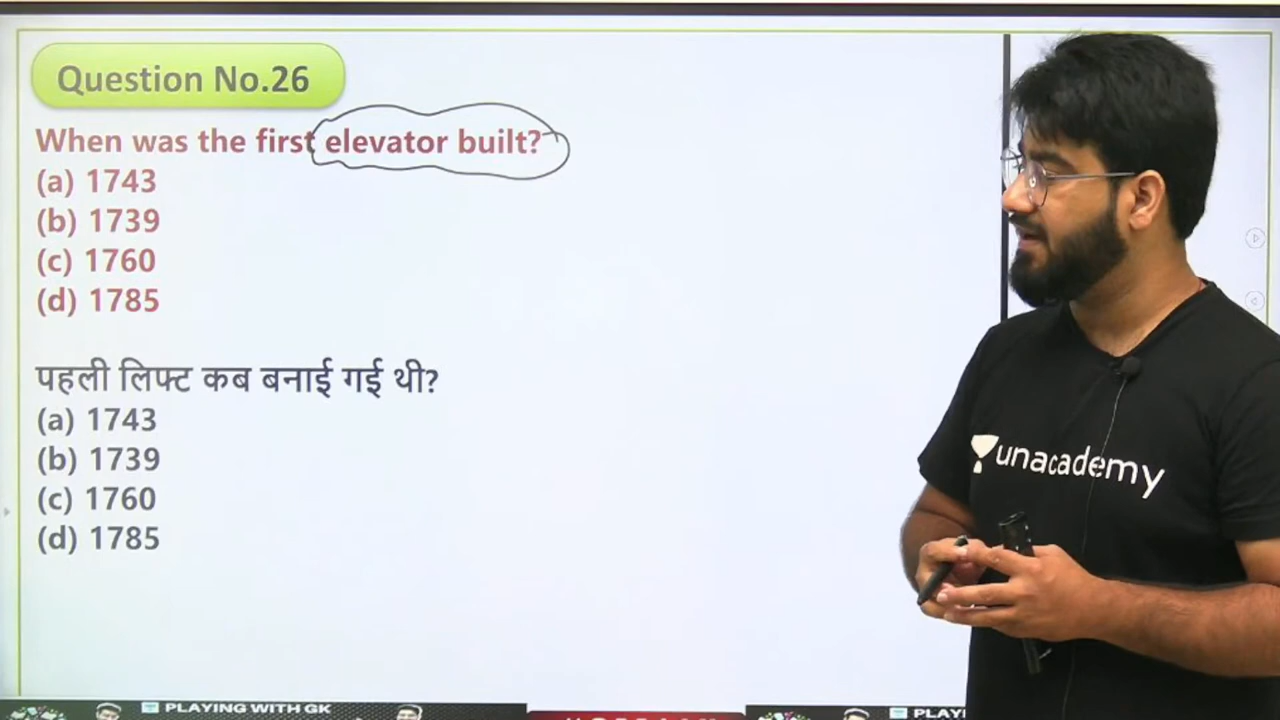 Question No.26
When was the first elevator built?
(a) 1743
(b) 1739
(c) 1760
(d) 1785
पहली लिफ्ट कब बनाई गई थी?
(a) 1743
(b) 1739
(c) 1760
(d) 1785
unacademy
PLAYING WITH GK